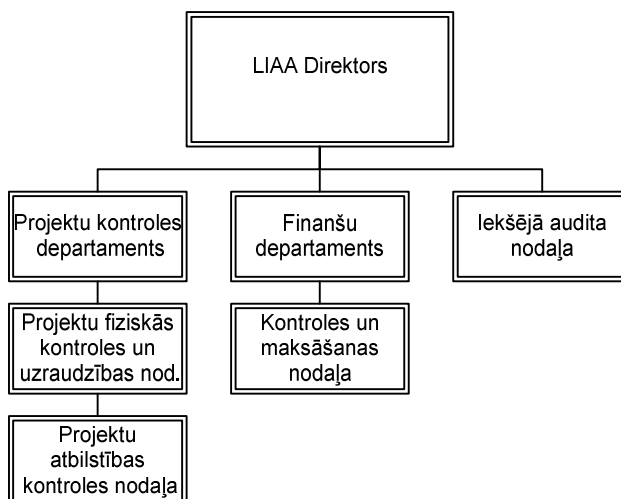 LIAA Direktors
Projektu kontroles
departaments
Finanšu
departaments
Iekšējā audita
nodaļa
Projektu fiziskās
kontroles un
uzraudzības nod.
Kontroles un
maksāšanas
nodaļa
Projektu
atbilstības
kontroles nodaļa